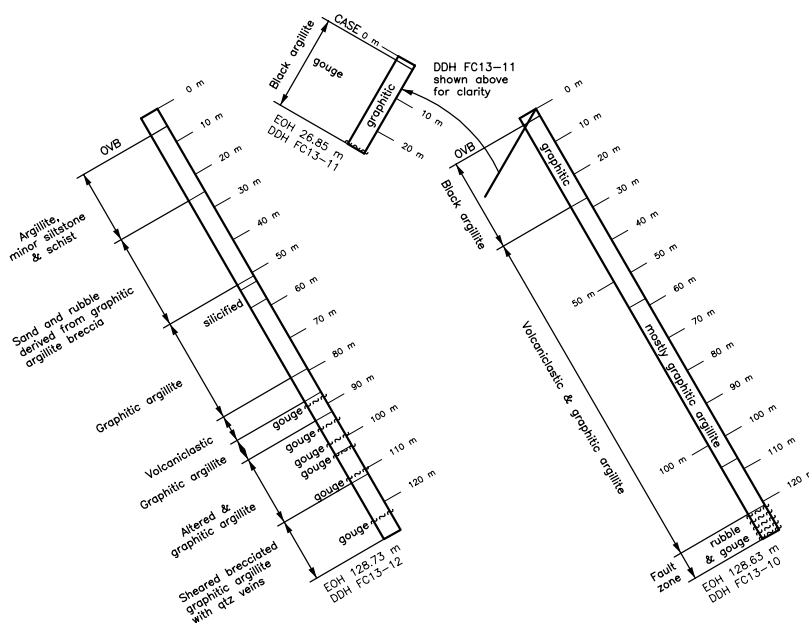 0 m
10 m
20 m
30 m
40 m
50 m
60 m
70 m
80 m
90 m
100 m
110 m
120 m
OVB
Argillite,
minor siltstone
& schist
Sand and rubble
derived from graphitic
argillite breccia
Graphitic argillite
Volcaniclastic
Graphitic argillite
Altered &
graphitic argillite
Sheared brecciated
graphitic argillite
with qtz veins
silicified
gouge
gouge
gouge
gouge
gouge
gouge
EOH 128.73 m
DDH FC13-12
CASE 0 m
Black argillite
gouge
graphitic
10 m
20 m
EOH 26.85 m
DDH FC13-11
DDH FC13-11
shown above
for clarity
0 m
10 m
20 m
30 m
40 m
50 m
60 m
70 m
80 m
90 m
100 m
110 m
120 m
50 m
100 m
OVB
Black argillite
Volcaniclastic & graphitic argillite
Fault
zone
graphitic
mostly graphitic argillite
rubble
& gouge
EOH 128.63 m
DDH FC13-10